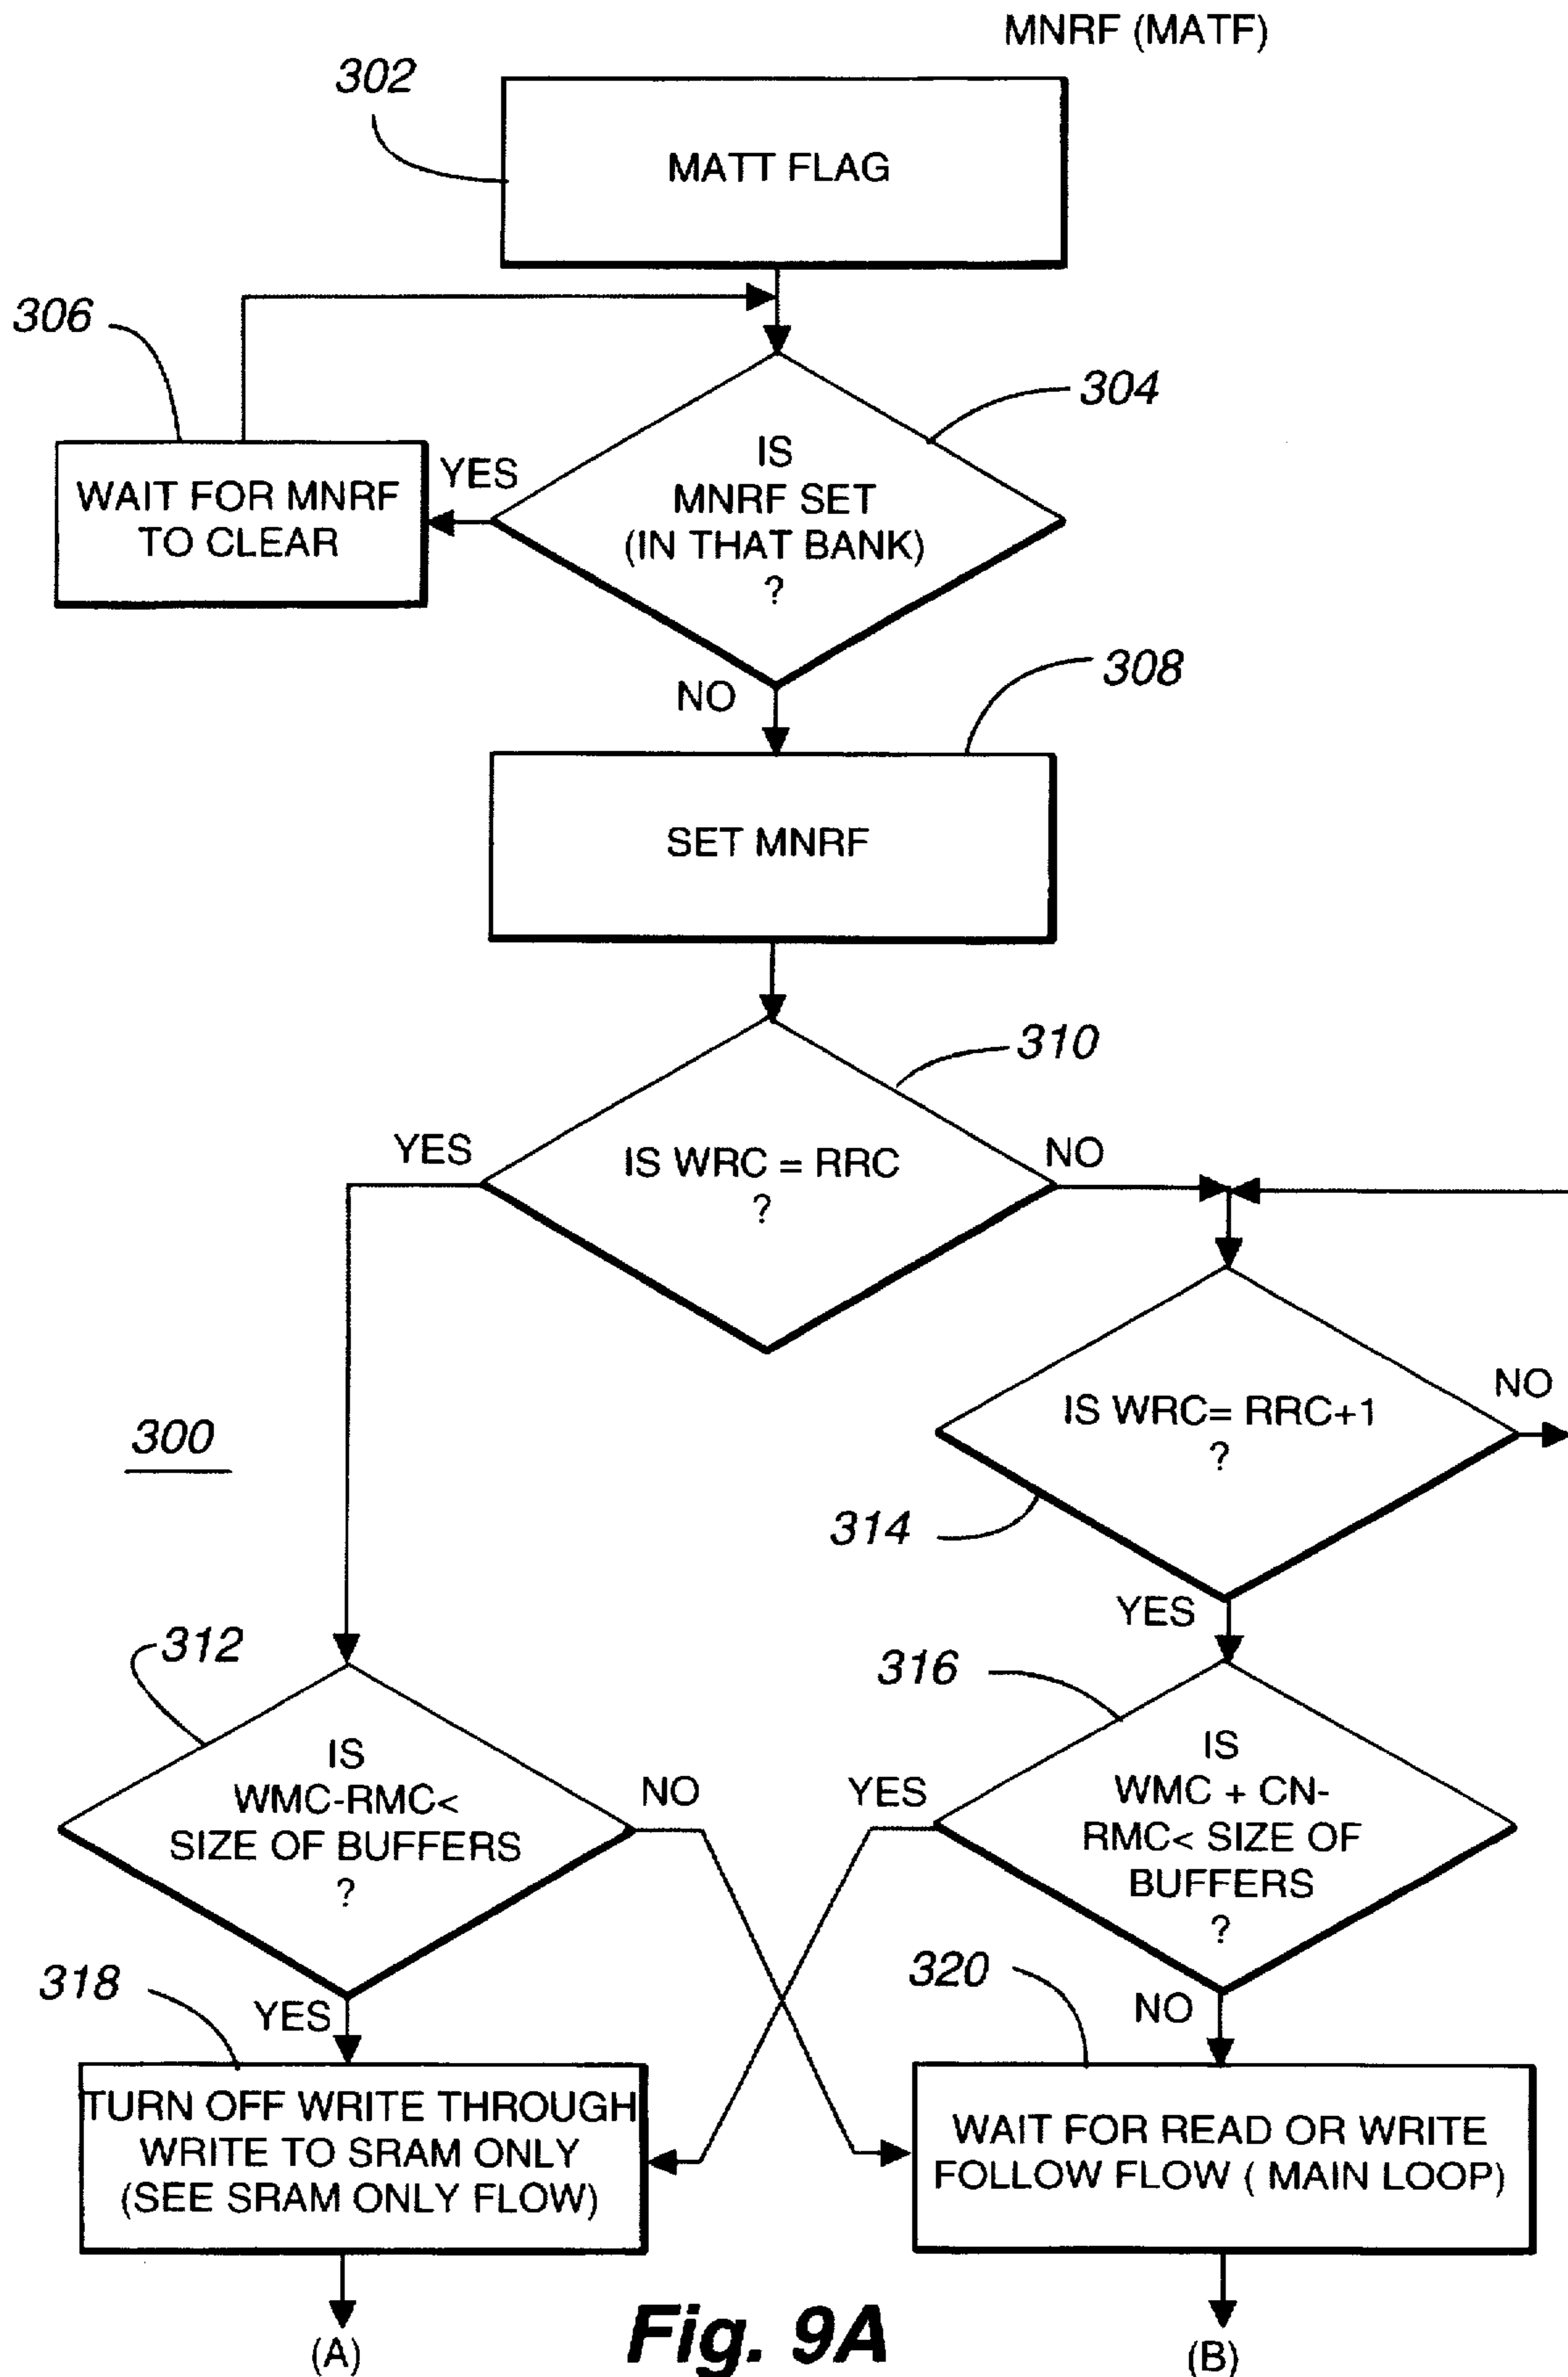 MNRF (MATF)
302
MATT FLAG
306
304
WAIT FOR MNRF
TO CLEAR
YES
IS
MNRF SET
(IN THAT BANK)
?
NO
308
SET MNRF
310
YES
IS WRC = RRC
?
NO
300
IS WRC= RRC+1
?
NO
314
YES
312
IS
WMC-RMC<
SIZE OF BUFFERS
?
NO
316
YES
IS
WMC + CN-
RMC< SIZE OF
BUFFERS
?
318
YES
320
NO
TURN OFF WRITE THROUGH
WRITE TO SRAM ONLY
(SEE SRAM ONLY FLOW)
WAIT FOR READ OR WRITE
FOLLOW FLOW ( MAIN LOOP)
(A)
Fig. 9A
(B)